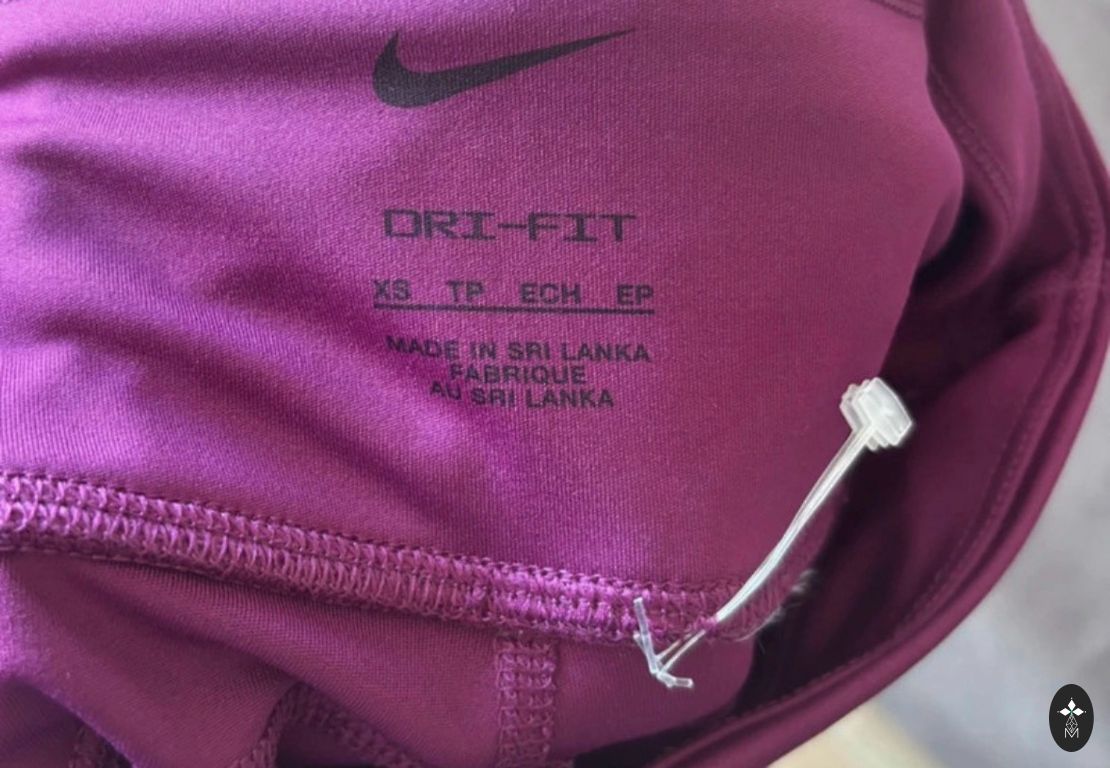 DRI-FIT
XS TP ECH EP
MADE IN SRI LANKA
FABRIQUE
AU SRI LANKA
M